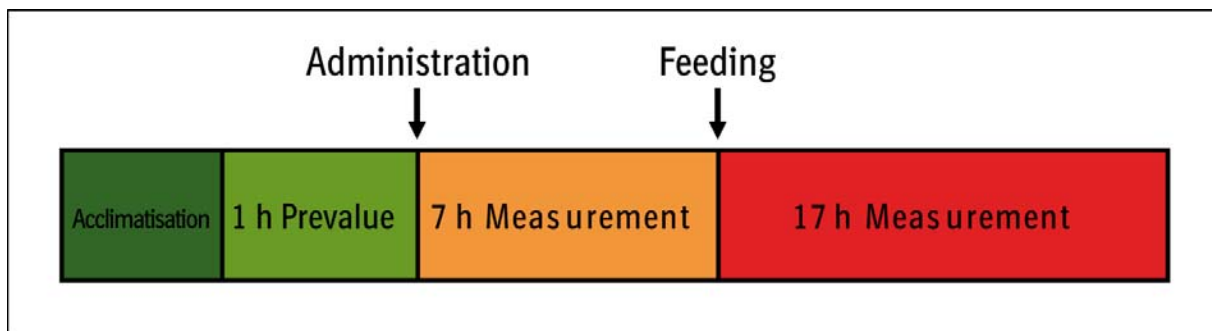 Administration Feeding
Acclimatisation 1 h Prevalue 7 h Measurement 17 h Measurement